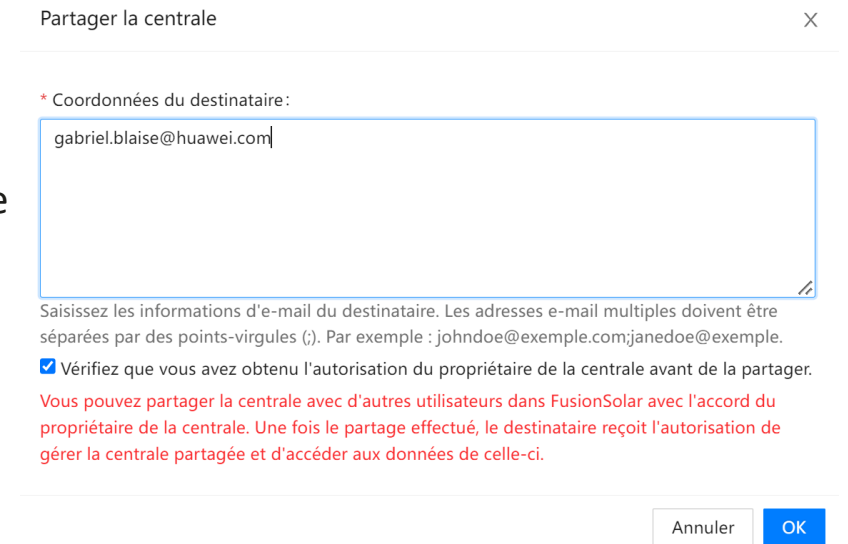 Partager la centrale
* Coordonnées du destinataire:
gabriel.blaise@huawei.com
e
Saisissez les informations d'e-mail du destinataire. Les adresses e-mail multiples doivent être
séparées par des points-virgules (;). Par exemple : johndoe@exemple.com;janedoe@exemple.
Vérifiez que vous avez obtenu l'autorisation du propriétaire de la centrale avant de la partager.
Vous pouvez partager la centrale avec d'autres utilisateurs dans FusionSolar avec l'accord du
propriétaire de la centrale. Une fois le partage effectué, le destinataire reçoit l'autorisation de
gérer la centrale partagée et d'accéder aux données de celle-ci.
Annuler OK